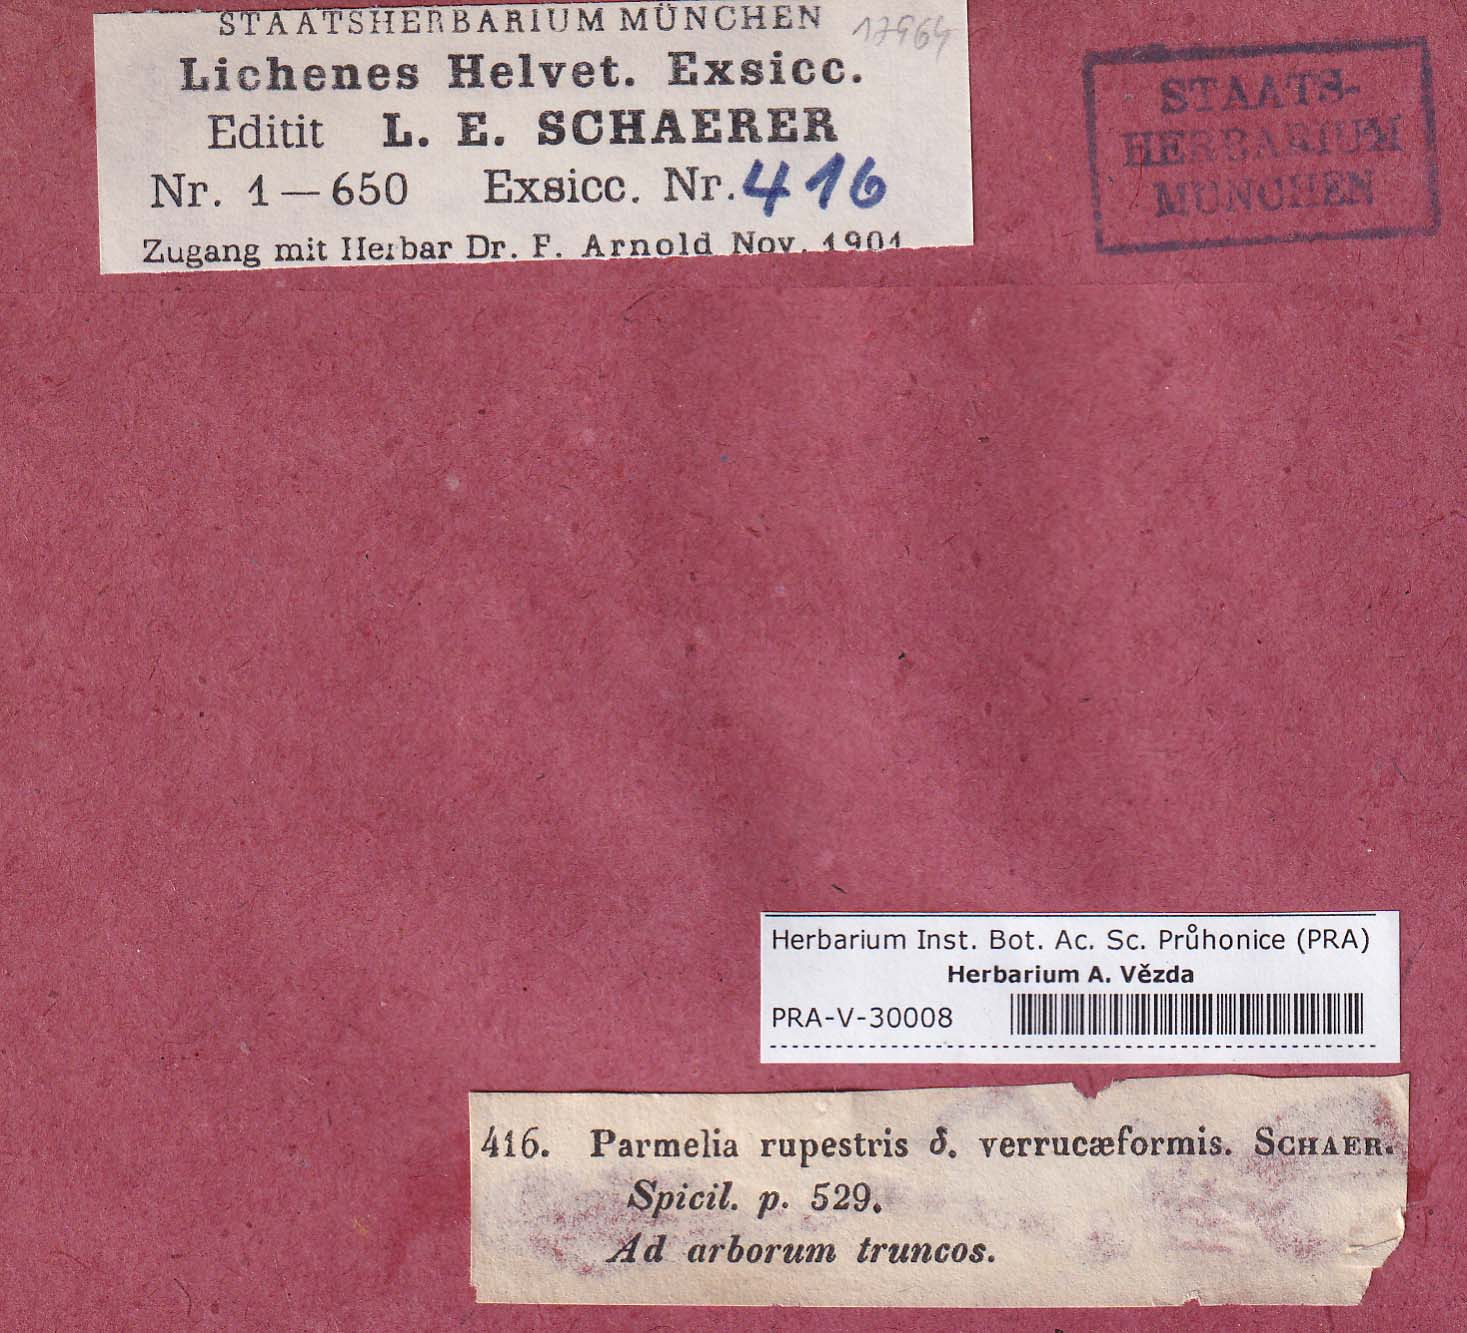 STAATSHERBARIUM MÜNCHEN
17964
Lichenes Helvet. Exsicc.
Editit L. E. SCHAERER
Nr. 1—650 Exsicc. Nr. 416
Zugang mit Herbar Dr. F. Arnold Nov. 1901
STAATS-
HERBARIUM
MÜNCHEN
Herbarium Inst. Bot. Ac. Sc. Průhonice (PRA)
Herbarium A. Vězda
PRA-V-30008
416. Parmelia rupestris δ. verrucæformis. SCHAER.
Spicil. p. 529.
Ad arborum truncos.